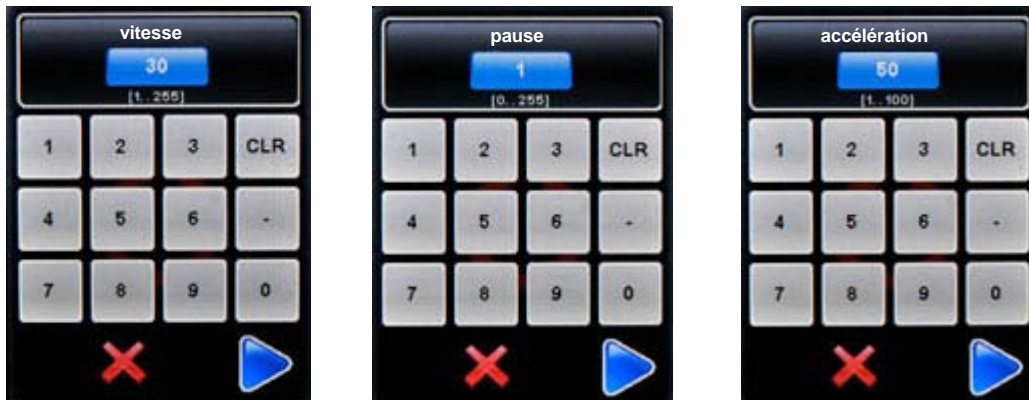 vitesse
30
[1..255]
1 2 3 CLR
4 5 6 -
7 8 9 0
pause
1
[0..255]
1 2 3 CLR
4 5 6 -
7 8 9 0
accélération
50
[1..100]
1 2 3 CLR
4 5 6 -
7 8 9 0